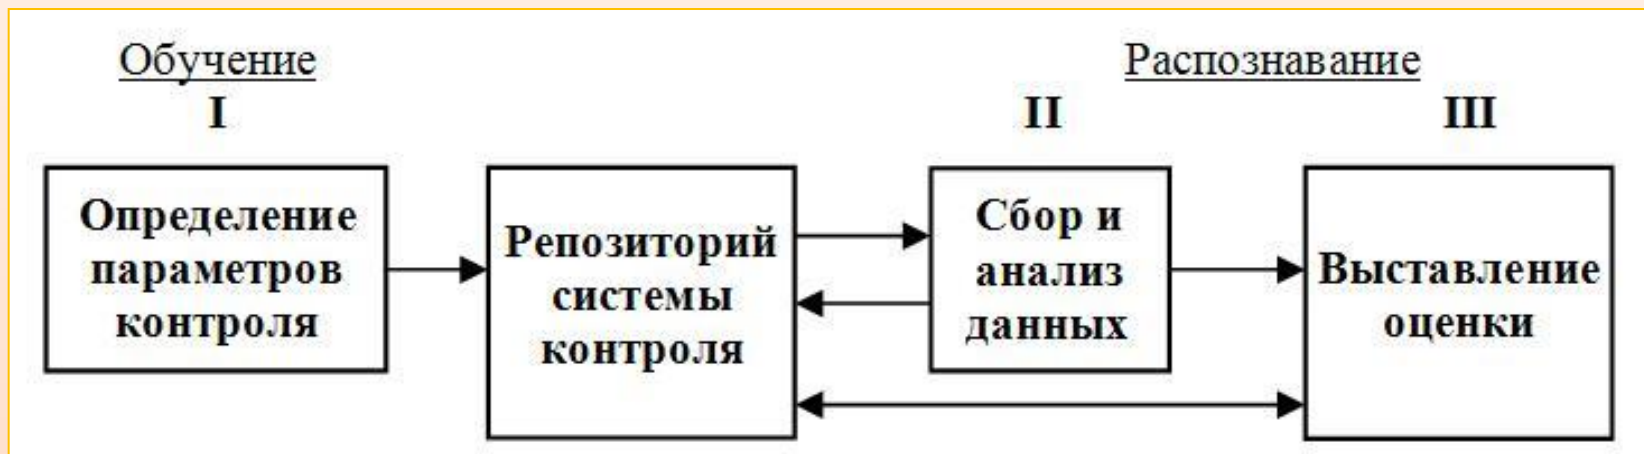 Обучение
Распознавание
I
II
III
Определение
параметров
контроля
Репозиторий
системы
контроля
Сбор и
анализ
данных
Выставление
оценки